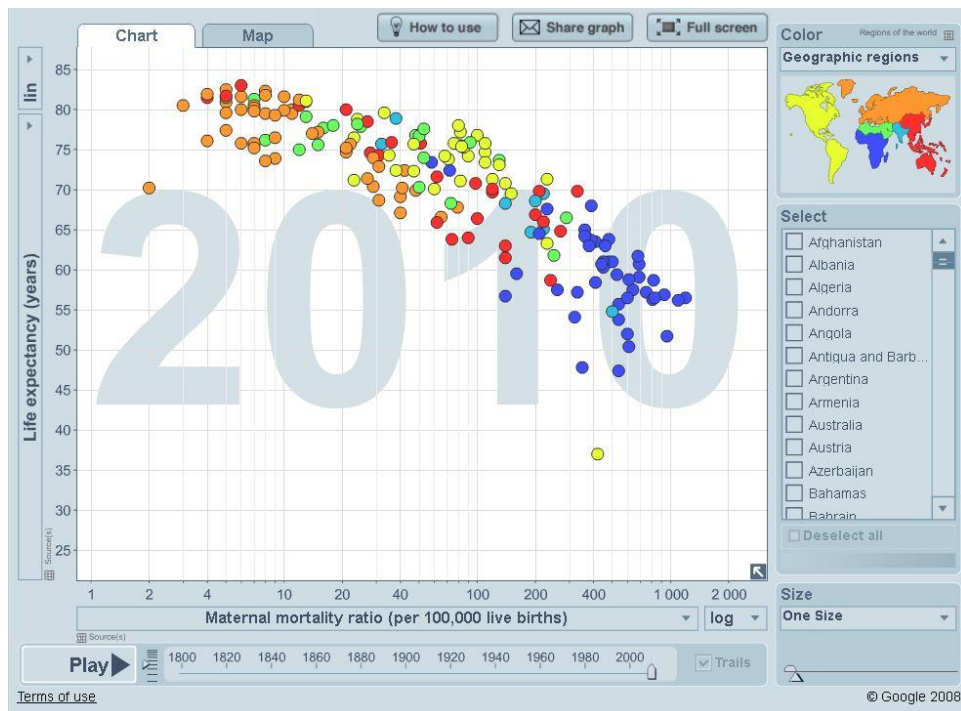 Chart
Map
How to use
Share graph
Full screen
lin
Life expectancy (years)
Source(s)
85
80
75
70
65
60
55
50
45
40
35
30
25
2010
1 2 4 6 10 20 40 60 100 200 400 1 000 2 000
Maternal mortality ratio (per 100,000 live births)
log
Source(s)
Play
1800 1820 1840 1860 1880 1900 1920 1940 1960 1980 2000
Trails
Terms of use
Color
Regions of the world
Geographic regions
Select
Afghanistan
Albania
Algeria
Andorra
Angola
Antigua and Barb...
Argentina
Armenia
Australia
Austria
Azerbaijan
Bahamas
Bahrain
Deselect all
Size
One Size
© Google 2008